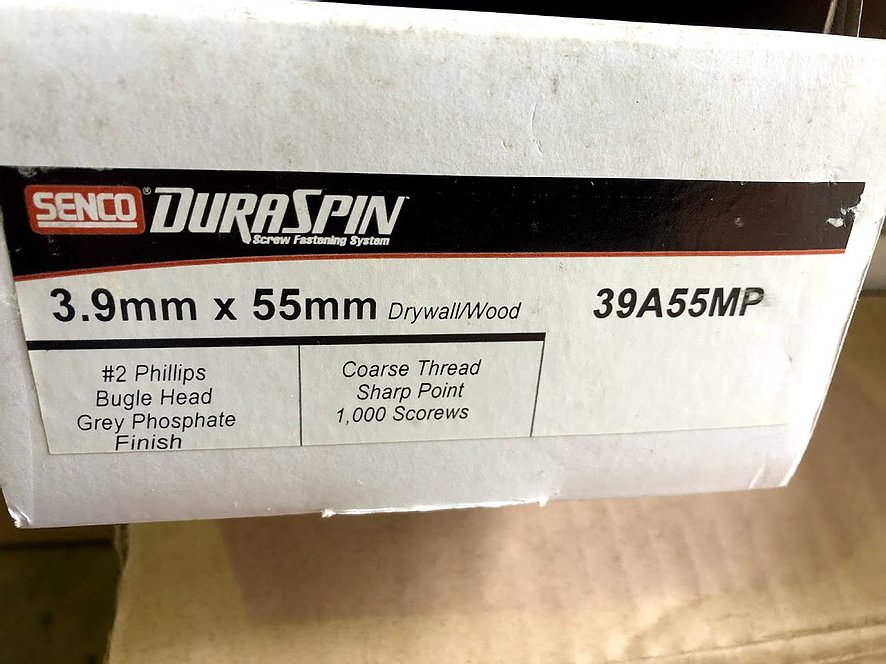 SENCO® DURASPIN
Screw Fastening System
3.9mm x 55mm Drywall/Wood 39A55MP
#2 Phillips
Bugle Head
Grey Phosphate
Finish
Coarse Thread
Sharp Point
1,000 Scorews